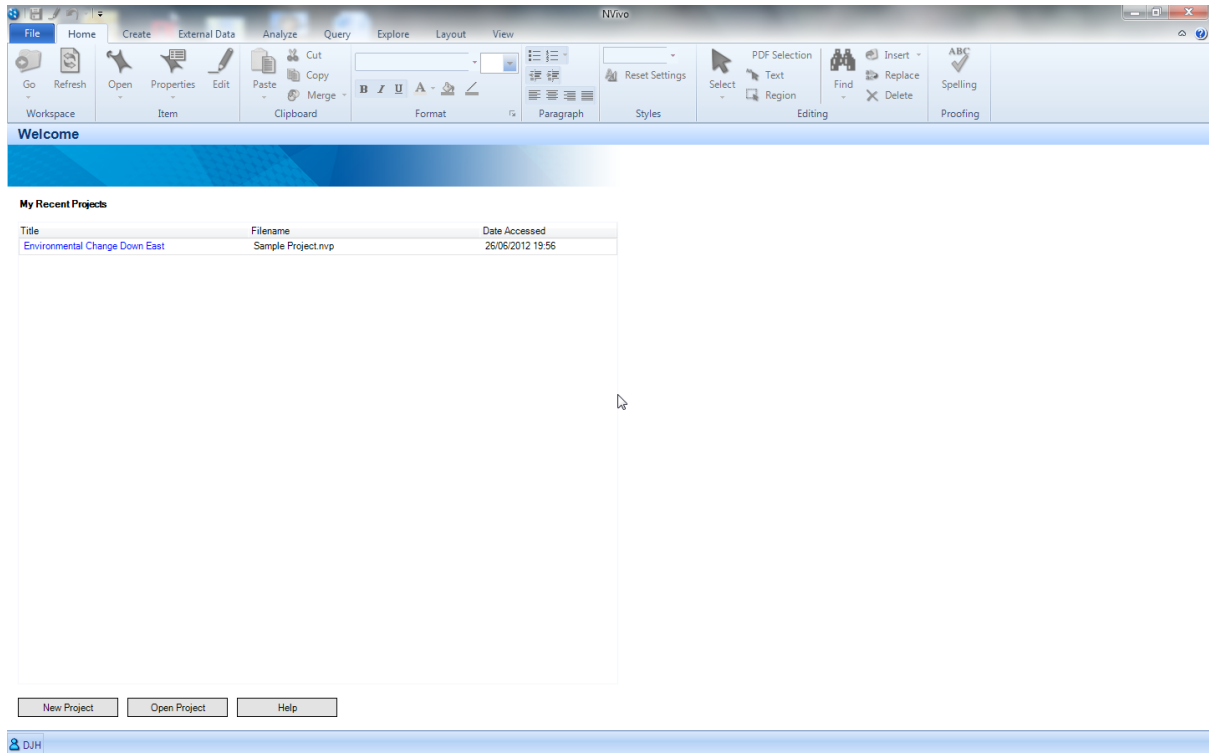 NVivo
File Home Create External Data Analyze Query Explore Layout View
Go Refresh Open Properties Edit Paste Cut Copy Merge B I U A Reset Settings Select PDF Selection Text Region Find Insert Replace Delete ABC Spelling
Workspace Item Clipboard Format Paragraph Styles Editing Proofing
Welcome
My Recent Projects
Title Filename Date Accessed
Environmental Change Down East Sample Project.nvp 26/06/2012 19:56
New Project Open Project Help
DJH